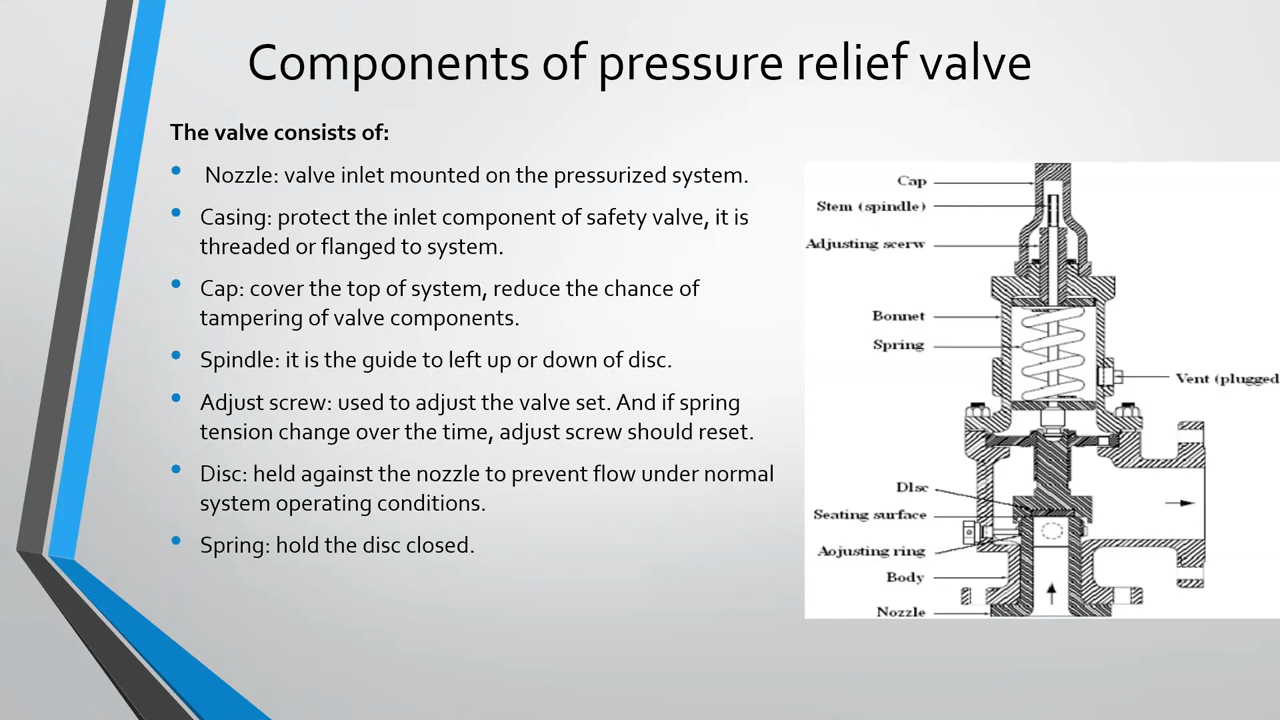 Components of pressure relief valve
The valve consists of:
• Nozzle: valve inlet mounted on the pressurized system.
• Casing: protect the inlet component of safety valve, it is
threaded or flanged to system.
• Cap: cover the top of system, reduce the chance of
tampering of valve components.
• Spindle: it is the guide to left up or down of disc.
• Adjust screw: used to adjust the valve set. And if spring
tension change over the time, adjust screw should reset.
• Disc: held against the nozzle to prevent flow under normal
system operating conditions.
• Spring: hold the disc closed.
Cap
Stem (spindle)
Adjusting scerw
Bonnet
Spring
Vent (plugged
DIsc
Seating surface
Aojusting ring
Body
Nozzle